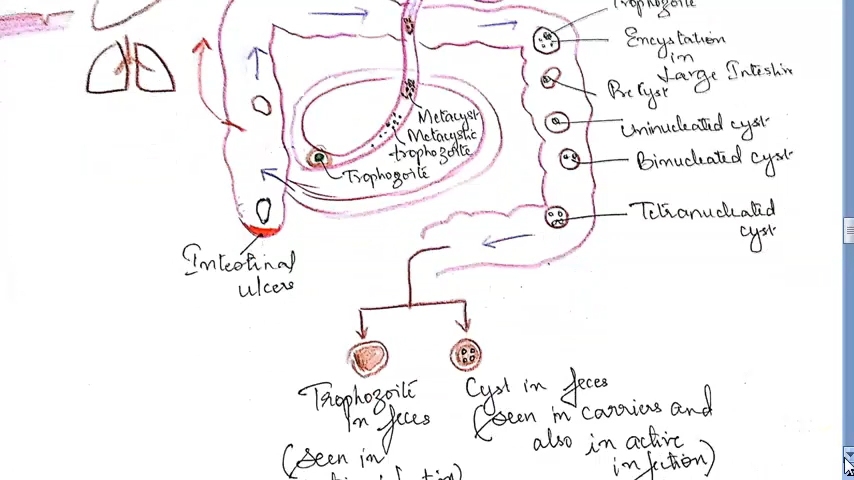 Trophozoite
Encystation
in
Large Intestine
Precyst
Uninucleated cyst
Binucleated cyst
Tetranucleated
cyst
Metacyst
Metacystic
trophozoite
Trophozoite
Intestinal
ulcers
Trophozoite
in feces
(seen in
Cyst in feces
(seen in carriers and
also in active
infection)